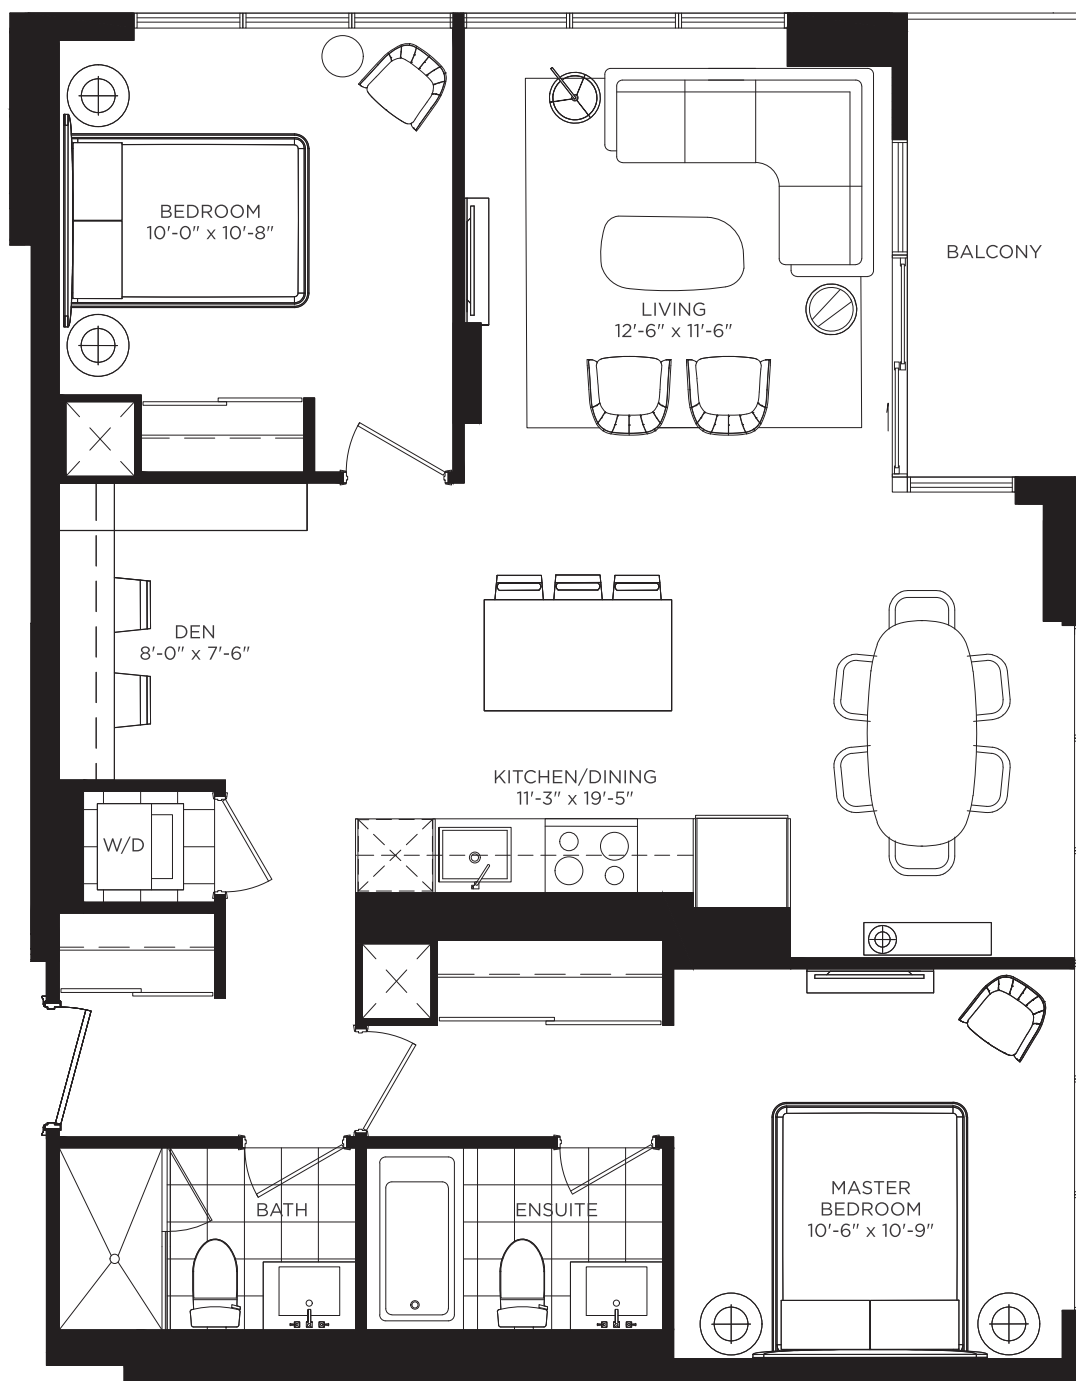 BEDROOM
10'-0" x 10'-8"
BALCONY
LIVING
12'-6" x 11'-6"
DEN
8'-0" x 7'-6"
KITCHEN/DINING
11'-3" x 19'-5"
W/D
MASTER
BEDROOM
10'-6" x 10'-9"
BATH
ENSUITE